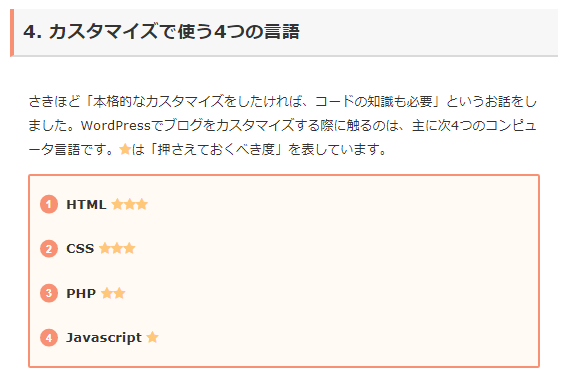 4. カスタマイズで使う4つの言語
さきほど「本格的なカスタマイズをしたければ、コードの知識も必要」というお話をし
ました。WordPressでブログをカスタマイズする際に触るのは、主に次4つのコンピュ
ータ言語です。★は「押さえておくべき度」を表しています。
1 HTML ★★★
2 CSS ★★★
3 PHP ★★
4 Javascript ★